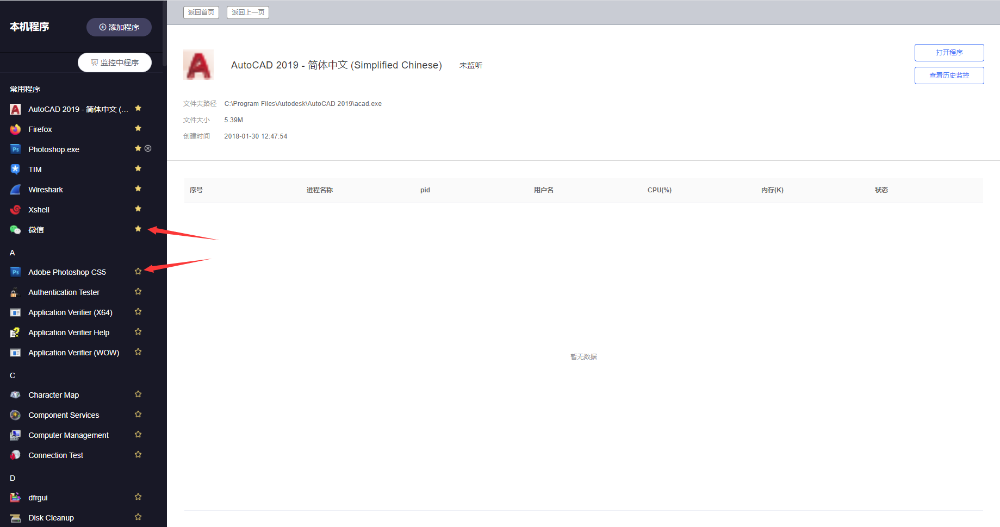 本机程序
添加程序
监控中程序
常用程序
AutoCAD 2019 - 简体中文 (...
Firefox
Photoshop.exe
TIM
Wireshark
Xshell
微信
A
Adobe Photoshop CS5
Authentication Tester
Application Verifier (X64)
Application Verifier Help
Application Verifier (WOW)
C
Character Map
Component Services
Computer Management
Connection Test
D
dfrgui
Disk Cleanup
返回首页 返回上一页
AutoCAD 2019 - 简体中文 (Simplified Chinese) 未监听
打开程序
查看历史监控
文件夹路径 C:\Program Files\Autodesk\AutoCAD 2019\acad.exe
文件大小 5.39M
创建时间 2018-01-30 12:47:54
序号 进程名称 pid 用户名 CPU(%) 内存(K) 状态
暂无数据